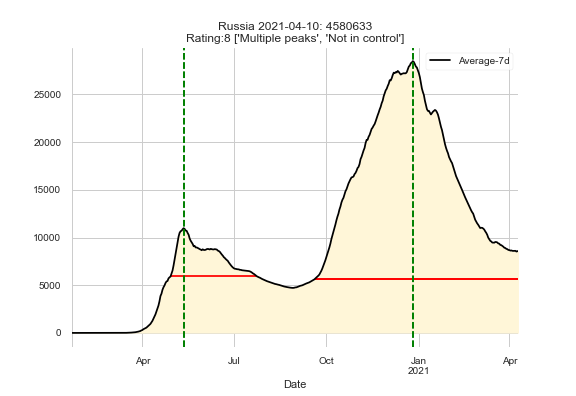 Russia 2021-04-10: 4580633
Rating:8 ['Multiple peaks', 'Not in control']
Average-7d
25000
20000
15000
10000
5000
0
Apr
Jul
Oct
Jan
2021
Apr
Date